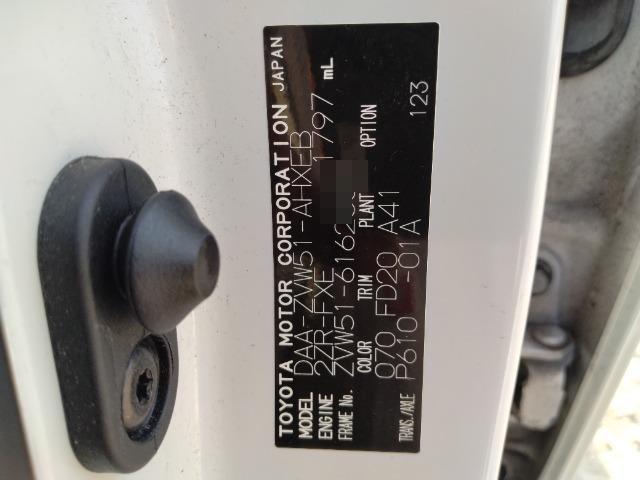 TOYOTA MOTOR CORPORATION JAPAN
MODEL DAA-ZVW51-AHXEB
ENGINE 2ZR-FXE 1797 mL
FRAME No. ZVW51-6162
COLOR TRIM PLANT OPTION
070 FD20 A41 123
TRANS./AXLE P610 -01A